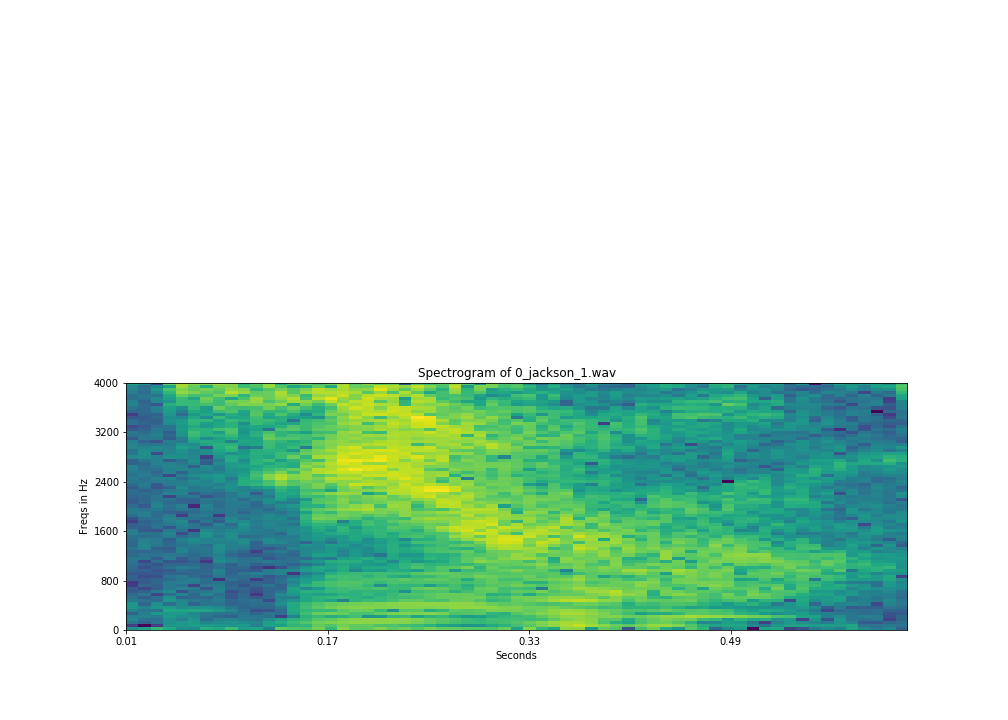 Spectrogram of 0_jackson_1.wav
4000
3200
2400
1600
800
0
Freqs in Hz
0.01 0.17 0.33 0.49
Seconds